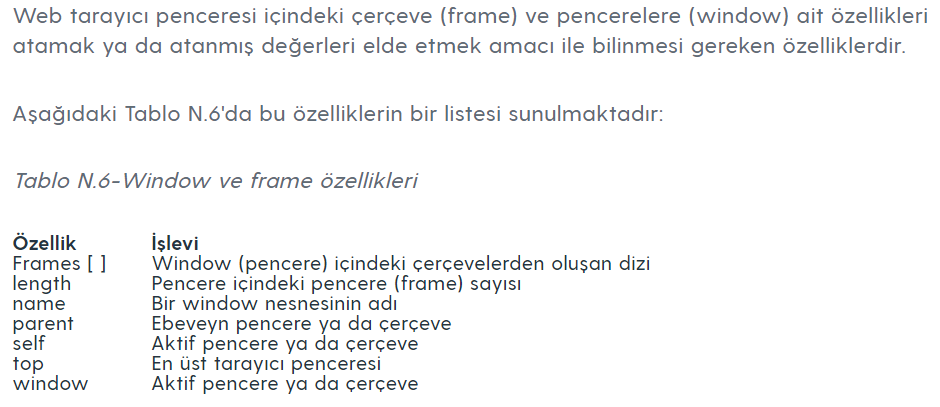 Web tarayıcı penceresi içindeki çerçeve (frame) ve pencerelere (window) ait özellikleri
atamak ya da atanmış değerleri elde etmek amacı ile bilinmesi gereken özelliklerdir.
Aşağıdaki Tablo N.6'da bu özelliklerin bir listesi sunulmaktadır:
Tablo N.6-Window ve frame özellikleri
Özellik İşlevi
Frames [ ] Window (pencere) içindeki çerçevelerden oluşan dizi
length Pencere içindeki pencere (frame) sayısı
name Bir window nesnesinin adı
parent Ebeveyn pencere ya da çerçeve
self Aktif pencere ya da çerçeve
top En üst tarayıcı penceresi
window Aktif pencere ya da çerçeve